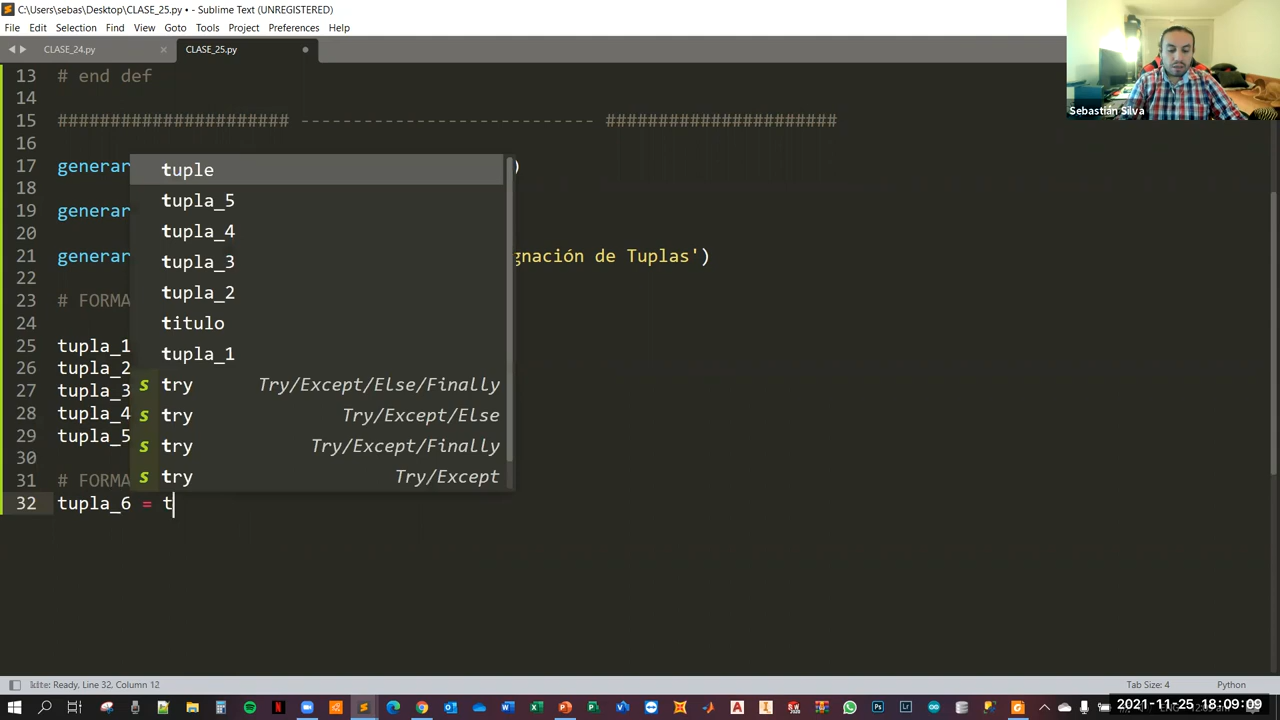 C:\Users\sebas\Desktop\CLASE_25.py • - Sublime Text (UNREGISTERED)
File Edit Selection Find View Goto Tools Project Preferences Help
CLASE_24.py × CLASE_25.py
Sebastián Silva
13 # end def
14
15 ###################### ---------------------------- ######################
16
17 generar )
18
19 generar
20
21 generar gnación de Tuplas')
22
23 # FORMA
24
25 tupla_1
26 tupla_2
27 tupla_3
28 tupla_4
29 tupla_5
30
31 # FORMA
32 tupla_6 = t
tuple
tupla_5
tupla_4
tupla_3
tupla_2
titulo
tupla_1
s try Try/Except/Else/Finally
s try Try/Except/Else
s try Try/Except/Finally
s try Try/Except
Ready, Line 32, Column 12 Tab Size: 4 Python
2021-11-25 18:09:09